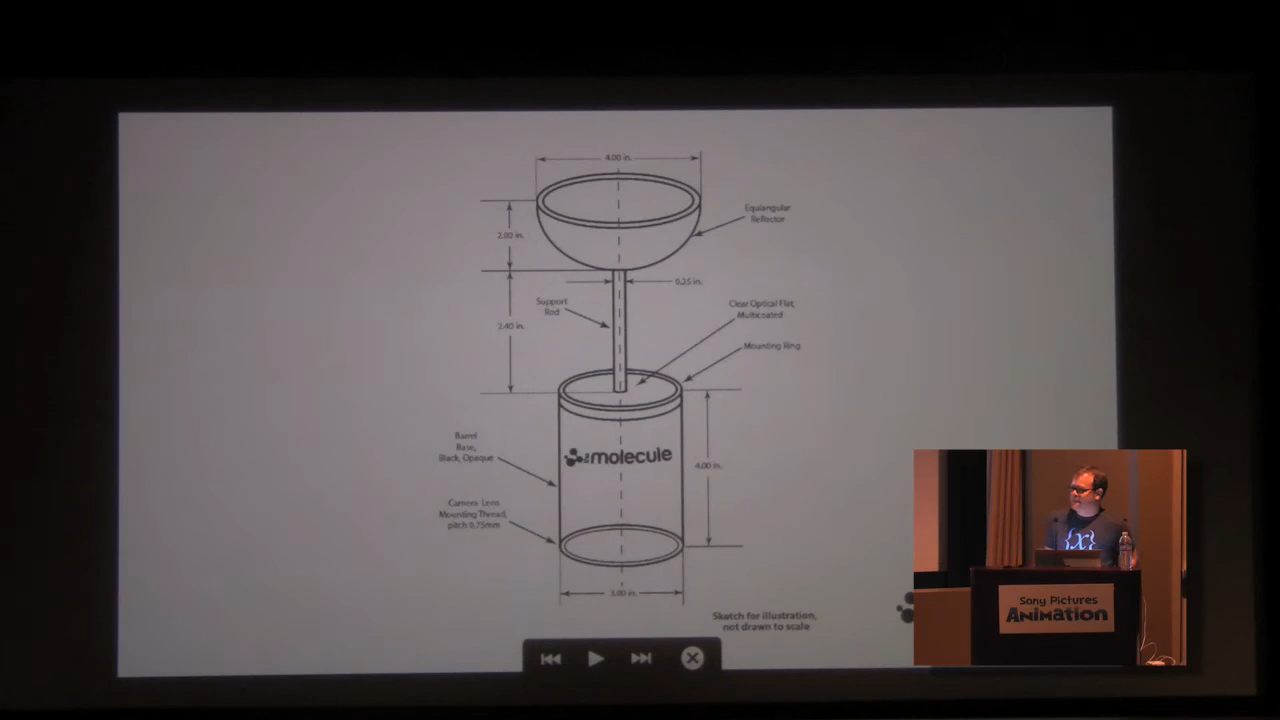 4.00 in.
Equiangular
Reflector
2.00 in.
0.25 in.
Support
Rod
Clear Optical Flat,
Multicoated
2.40 in.
Mounting Ring
Barrel
Base,
Black, Opaque
the molecule
4.00 in.
Camera Lens
Mounting Thread,
pitch 0.75mm
3.00 in.
Sketch for illustration,
not drawn to scale
{x}
Sony Pictures
Animation